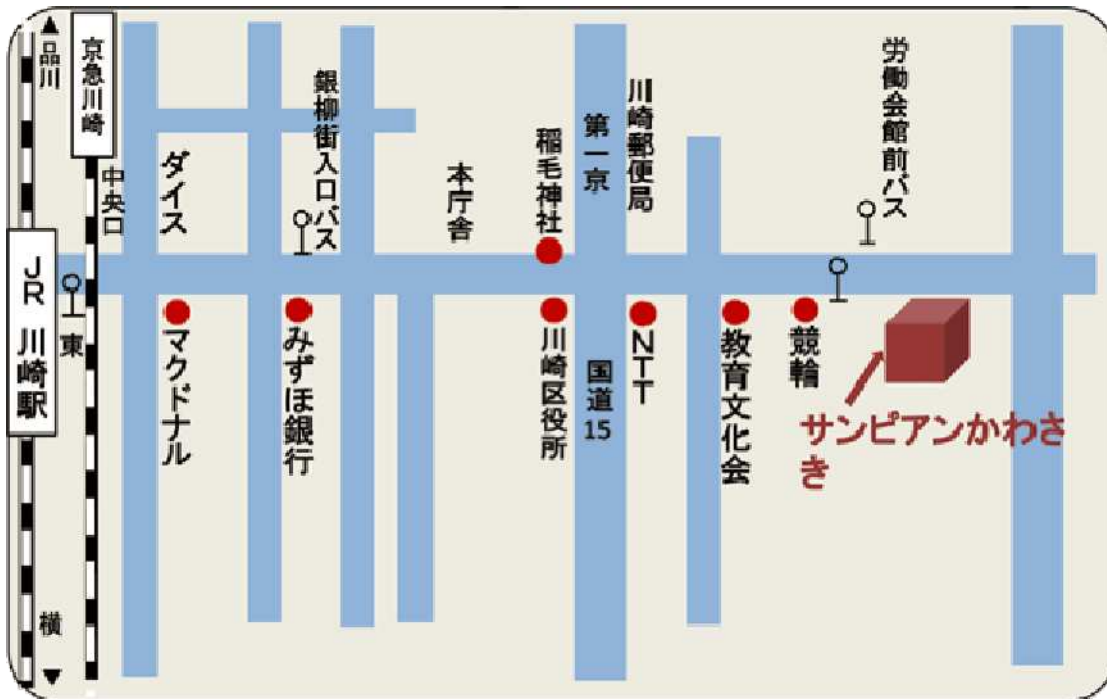 品川
京急川崎
中央口
ダイス
銀柳街入口バス
本庁舎
稲毛神社
第一京
川崎郵便局
労働会館前バス
JR 川崎駅
東
マクドナル
みずほ銀行
川崎区役所
国道15
NTT
教育文化会
競輪
サンピアンかわさ
き
横